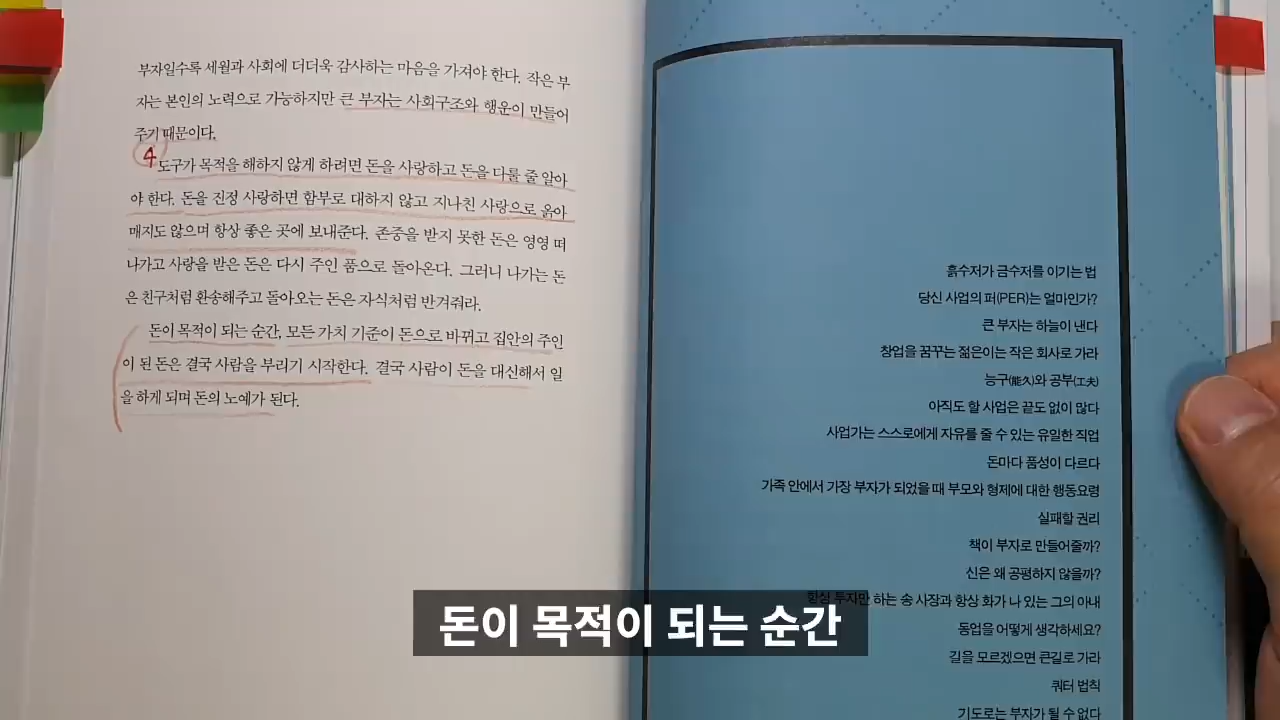 부자일수록 세월과 사회에 더더욱 감사하는 마음을 가져야 한다. 작은 부
자는 본인의 노력으로 가능하지만 큰 부자는 사회구조와 행운이 만들어
주기 때문이다.
4
도구가 목적을 해하지 않게 하려면 돈을 사랑하고 돈을 다룰 줄 알아
야 한다. 돈을 진정 사랑하면 함부로 대하지 않고 지나친 사랑으로 옭아
매지도 않으며 항상 좋은 곳에 보내준다. 존중을 받지 못한 돈은 영영 떠
나가고 사랑을 받은 돈은 다시 주인 품으로 돌아온다. 그러니 나가는 돈
은 친구처럼 환송해주고 돌아오는 돈은 자식처럼 반겨줘라.
돈이 목적이 되는 순간, 모든 가치 기준이 돈으로 바뀌고 집안의 주인
이 된 돈은 결국 사람을 부리기 시작한다. 결국 사람이 돈을 대신해서 일
을 하게 되며 돈의 노예가 된다.
흙수저가 금수저를 이기는 법
당신 사업의 퍼(PER)는 얼마인가?
큰 부자는 하늘이 낸다
창업을 꿈꾸는 젊은이는 작은 회사로 가라
능구(能久)와 공부(工夫)
아직도 할 사업은 끝도 없이 많다
사업가는 스스로에게 자유를 줄 수 있는 유일한 직업
돈마다 품성이 다르다
가족 안에서 가장 부자가 되었을 때 부모와 형제에 대한 행동요령
실패할 권리
책이 부자로 만들어줄까?
신은 왜 공평하지 않을까?
항상 투자만 하는 송 사장과 항상 화가 나 있는 그의 아내
동업을 어떻게 생각하세요?
길을 모르겠으면 큰길로 가라
쿼터 법칙
기도로는 부자가 될 수 없다
돈이 목적이 되는 순간